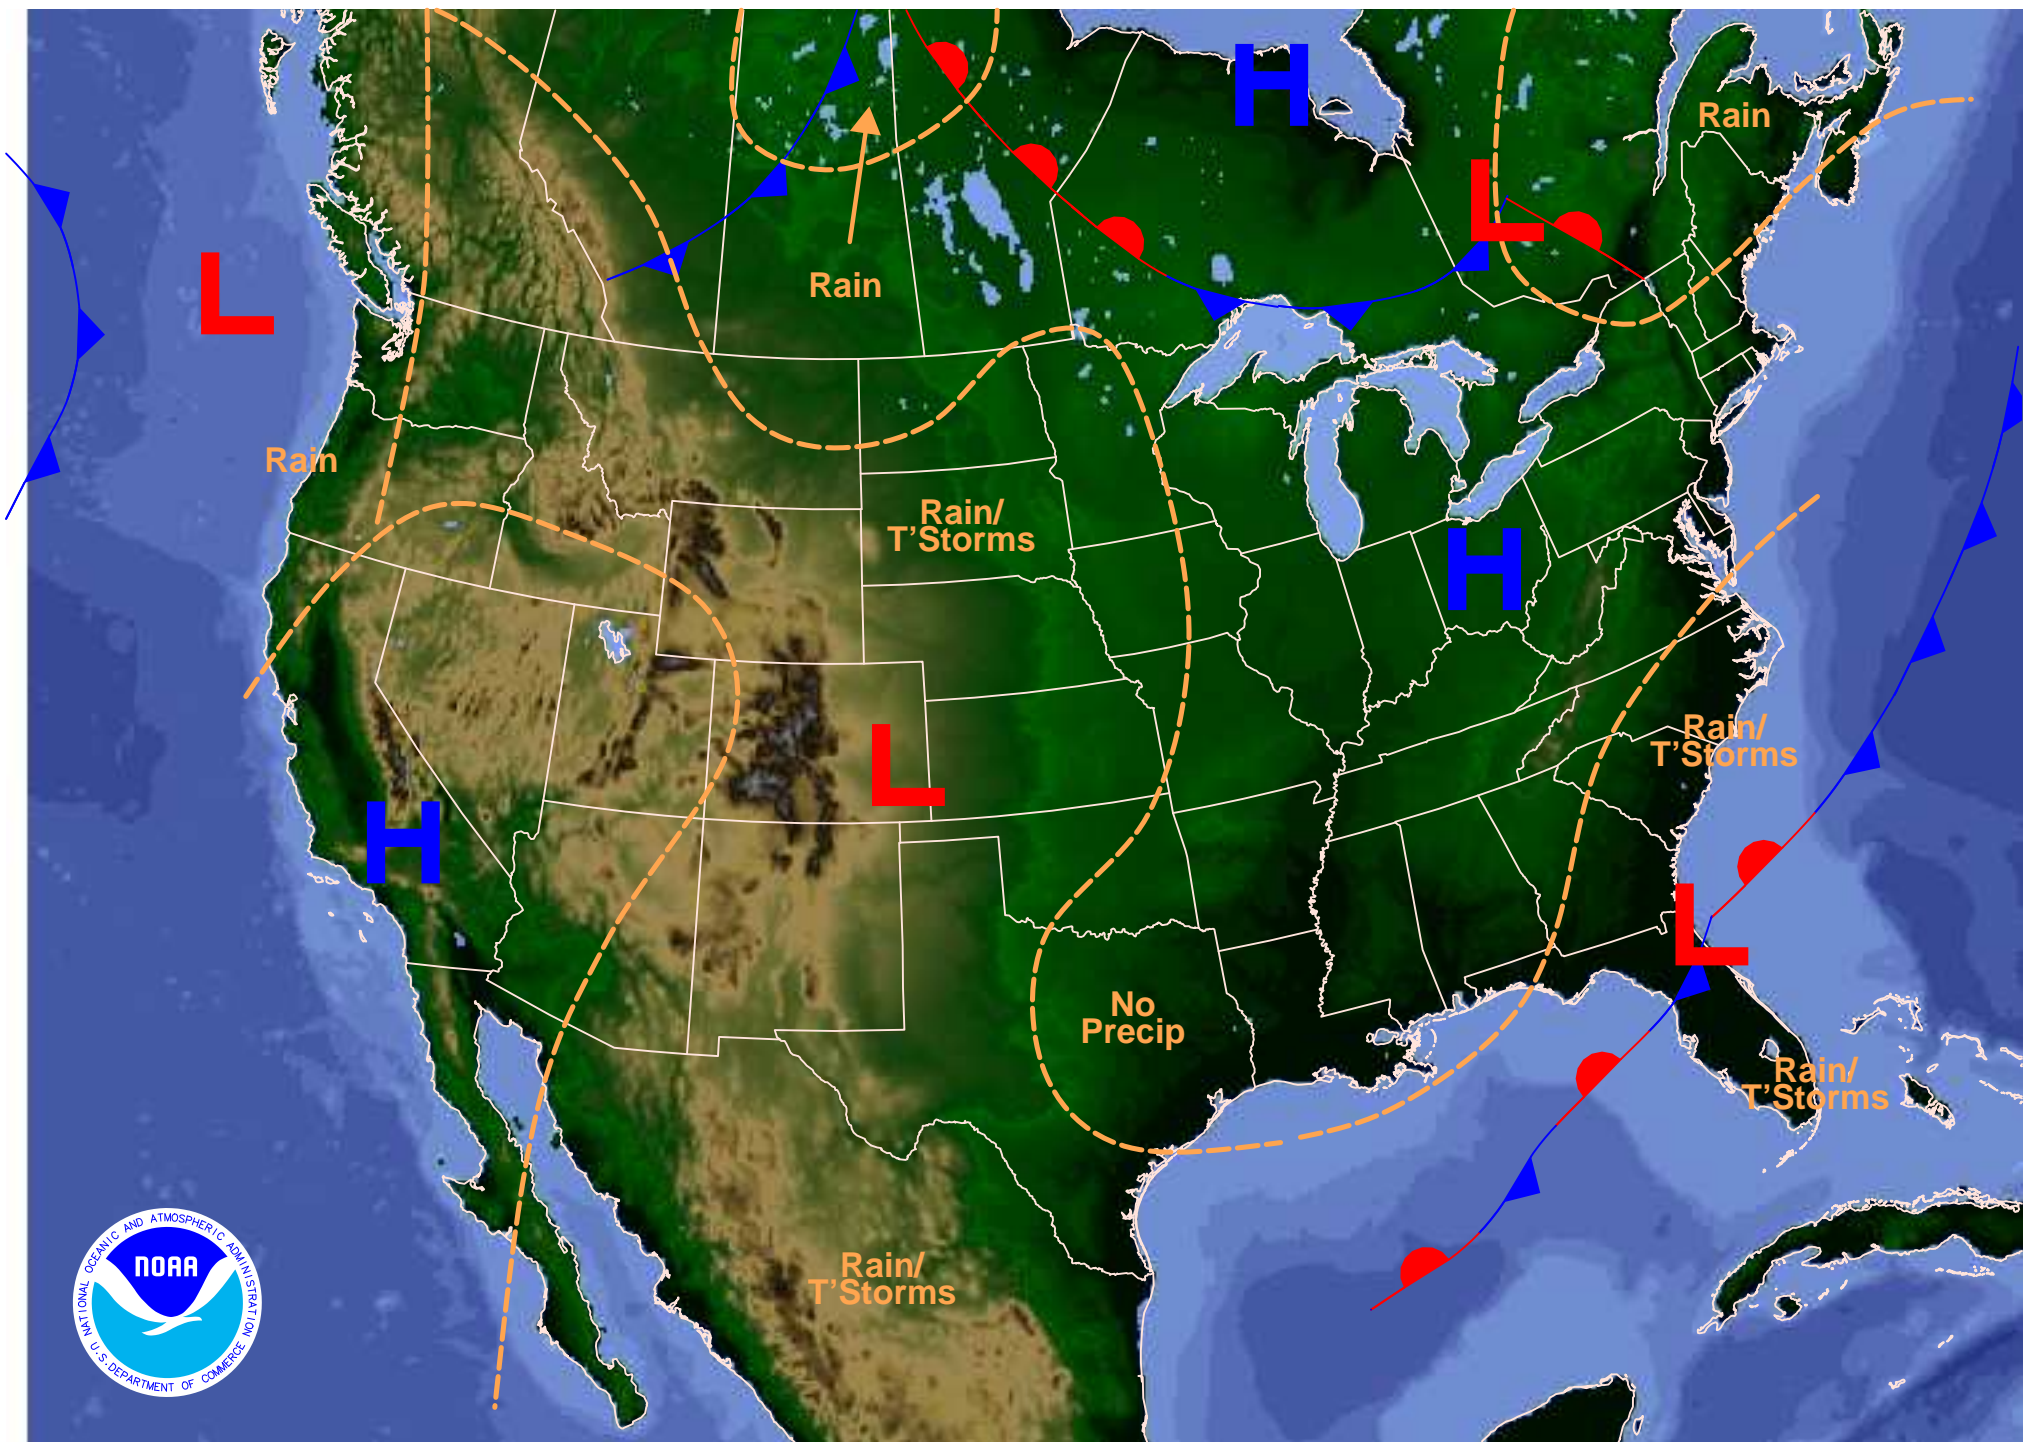 H
Rain
L
L
Rain
Rain
Rain/
T'Storms
H
Rain/
T'Storms
L
H
L
No
Precip
Rain/
T'Storms
Rain/
T'Storms
NATIONAL OCEANIC AND ATMOSPHERIC ADMINISTRATION
NOAA
U.S. DEPARTMENT OF COMMERCE